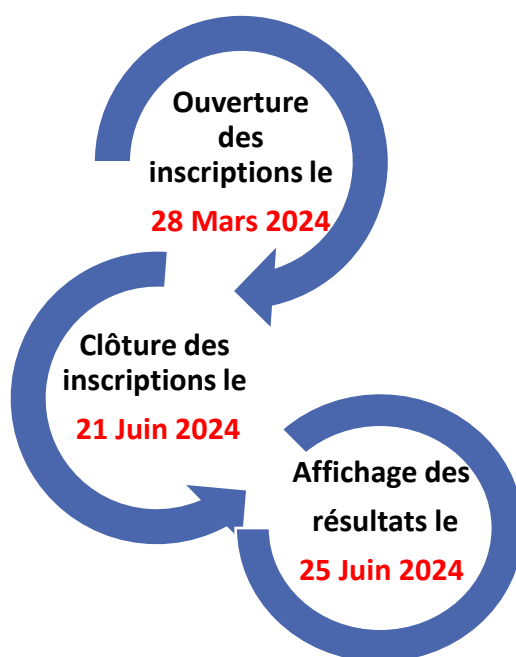 Ouverture
des
inscriptions le
28 Mars 2024
Clôture des
inscriptions le
21 Juin 2024
Affichage des
résultats le
25 Juin 2024